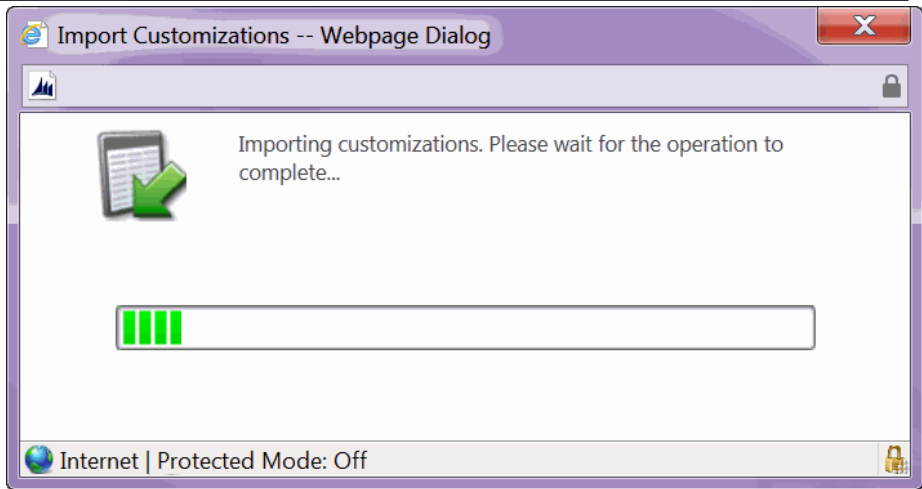 Import Customizations -- Webpage Dialog
Importing customizations. Please wait for the operation to
complete...
Internet | Protected Mode: Off